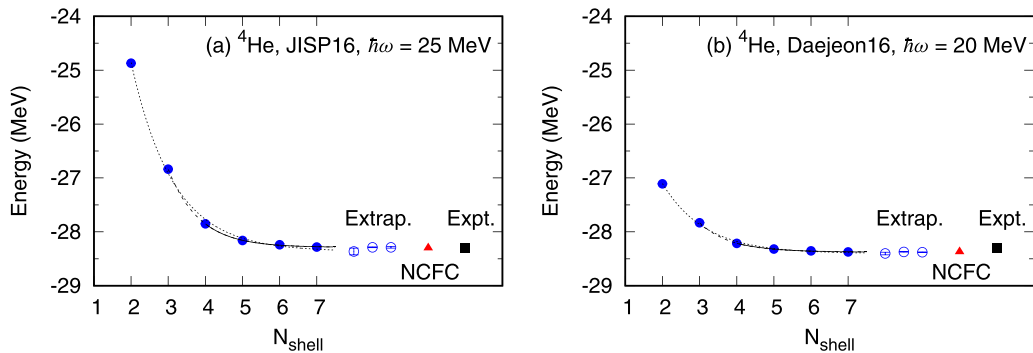 (a) ⁴He, JISP16, ℏω = 25 MeV
Energy (MeV)
-24
-25
-26
-27
-28
-29
Extrap.
Expt.
NCFC
1 2 3 4 5 6 7
N_shell
(b) ⁴He, Daejeon16, ℏω = 20 MeV
Energy (MeV)
-24
-25
-26
-27
-28
-29
Extrap.
Expt.
NCFC
1 2 3 4 5 6 7
N_shell